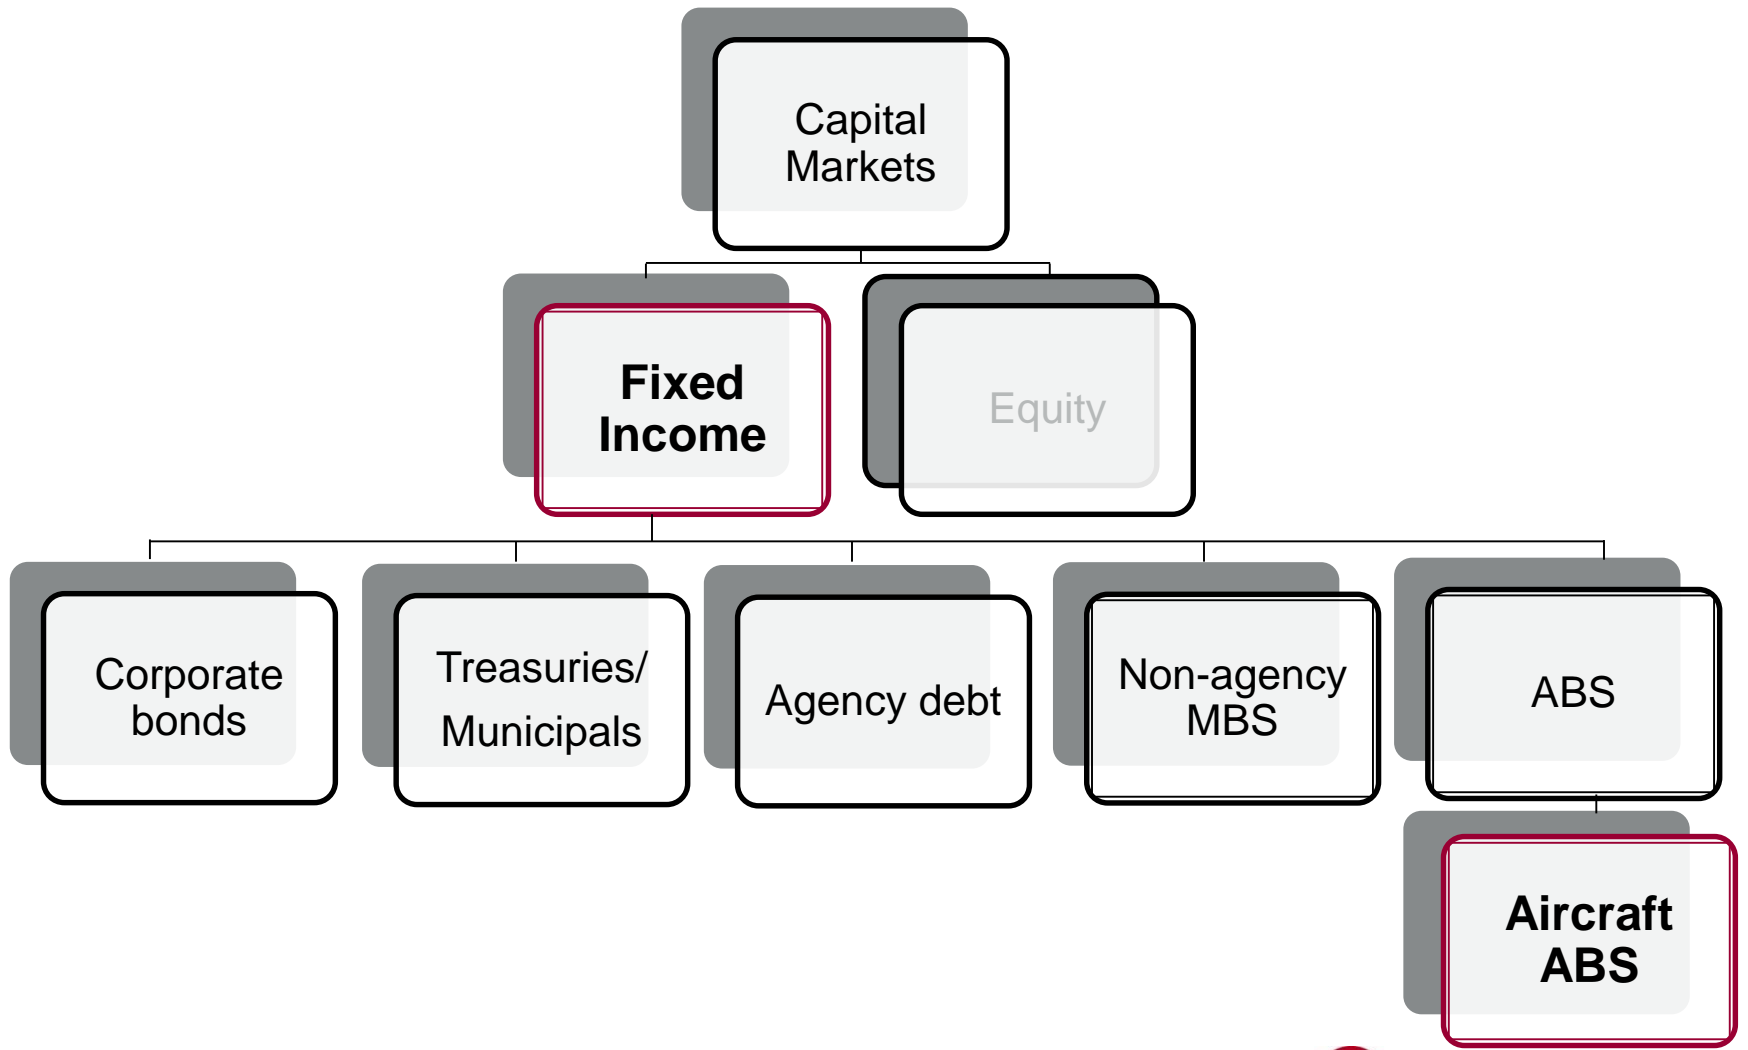 Capital
Markets
Fixed
Income
Equity
Corporate
bonds
Treasuries/
Municipals
Agency debt
Non-agency
MBS
ABS
Aircraft
ABS